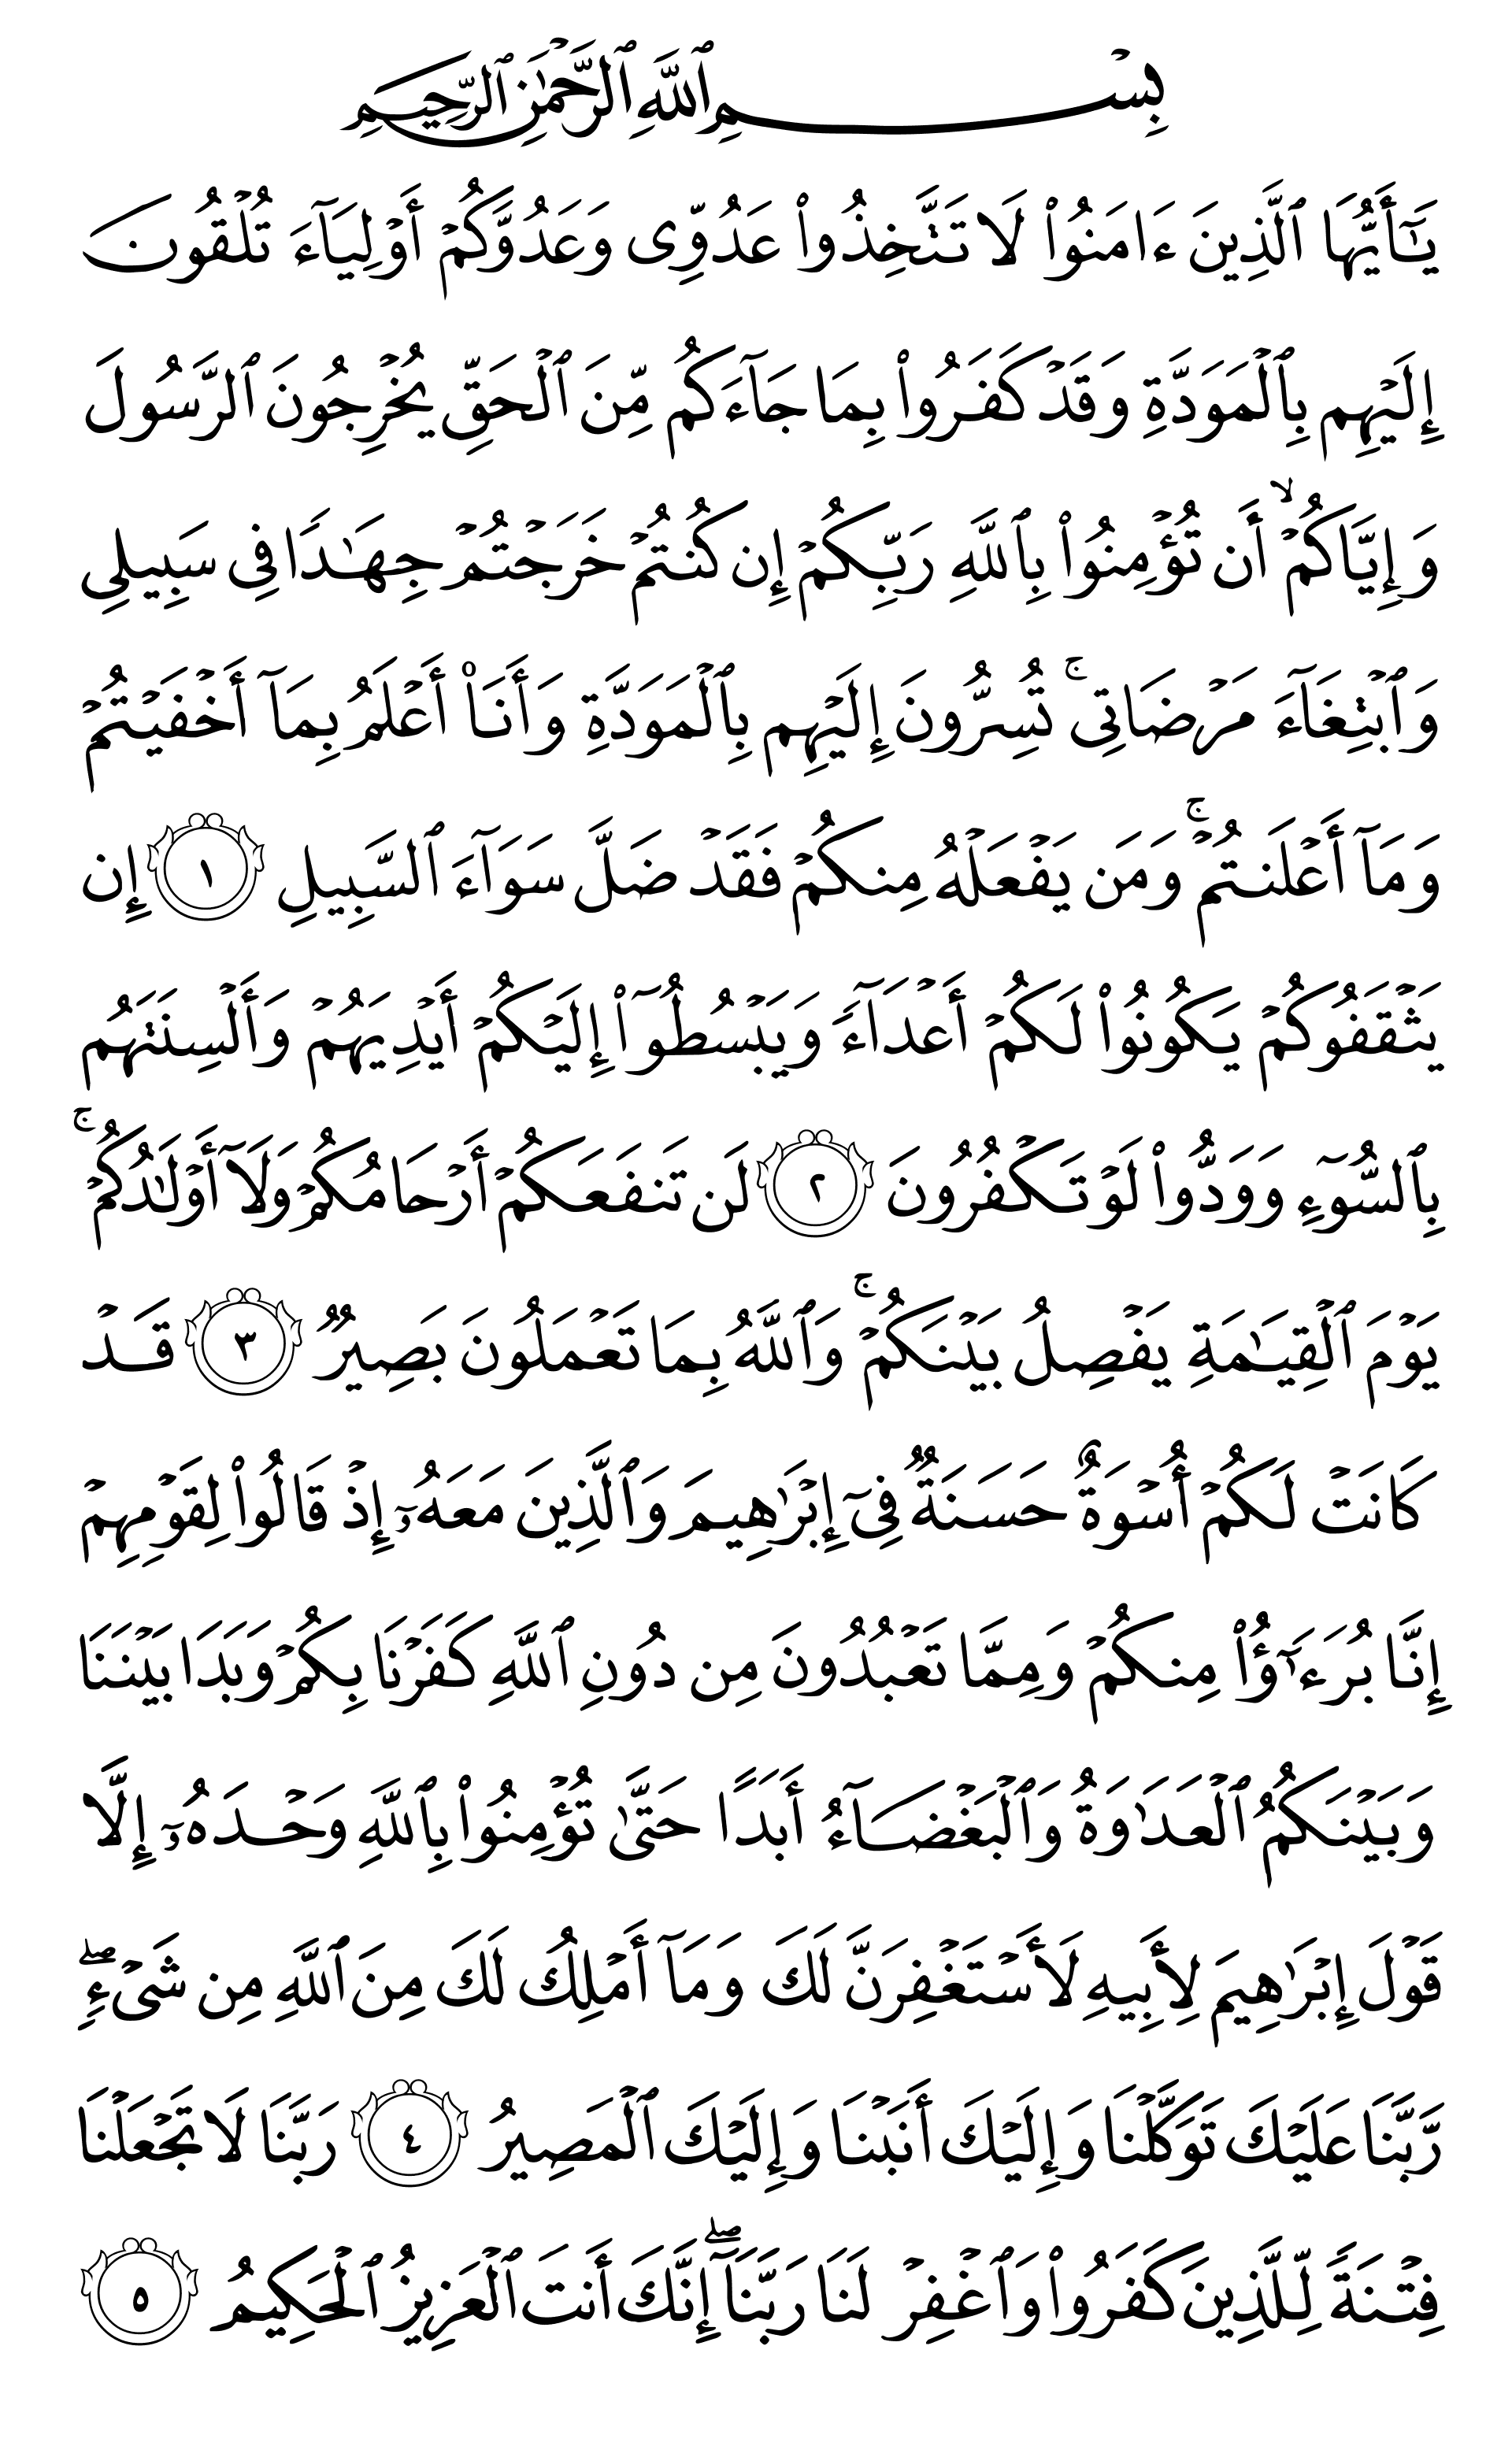 بِسْمِ ٱللَّهِ ٱلرَّحْمَٰنِ ٱلرَّحِيمِ
يَٰٓأَيُّهَا ٱلَّذِينَ ءَامَنُوا۟ لَا تَتَّخِذُوا۟ عَدُوِّى وَعَدُوَّكُمْ أَوْلِيَآءَ تُلْقُونَ
إِلَيْهِم بِٱلْمَوَدَّةِ وَقَدْ كَفَرُوا۟ بِمَا جَآءَكُم مِّنَ ٱلْحَقِّ يُخْرِجُونَ ٱلرَّسُولَ
وَإِيَّاكُمْ ۙ أَن تُؤْمِنُوا۟ بِٱللَّهِ رَبِّكُمْ إِن كُنتُمْ خَرَجْتُمْ جِهَٰدًا فِى سَبِيلِى
وَٱبْتِغَآءَ مَرْضَاتِى ۚ تُسِرُّونَ إِلَيْهِم بِٱلْمَوَدَّةِ وَأَنَا۠ أَعْلَمُ بِمَآ أَخْفَيْتُمْ
وَمَآ أَعْلَنتُمْ ۚ وَمَن يَفْعَلْهُ مِنكُمْ فَقَدْ ضَلَّ سَوَآءَ ٱلسَّبِيلِ ١ إِن
يَثْقَفُوكُمْ يَكُونُوا۟ لَكُمْ أَعْدَآءً وَيَبْسُطُوٓا۟ إِلَيْكُمْ أَيْدِيَهُمْ وَأَلْسِنَتَهُم
بِٱلسُّوٓءِ وَوَدُّوا۟ لَوْ تَكْفُرُونَ ٢ لَن تَنفَعَكُمْ أَرْحَامُكُمْ وَلَآ أَوْلَٰدُكُمْ ۚ
يَوْمَ ٱلْقِيَٰمَةِ يَفْصِلُ بَيْنَكُمْ ۚ وَٱللَّهُ بِمَا تَعْمَلُونَ بَصِيرٌ ٣ قَدْ
كَانَتْ لَكُمْ أُسْوَةٌ حَسَنَةٌ فِىٓ إِبْرَٰهِيمَ وَٱلَّذِينَ مَعَهُۥٓ إِذْ قَالُوا۟ لِقَوْمِهِمْ
إِنَّا بُرَءَٰٓؤُا۟ مِنكُمْ وَمِمَّا تَعْبُدُونَ مِن دُونِ ٱللَّهِ كَفَرْنَا بِكُمْ وَبَدَا بَيْنَنَا
وَبَيْنَكُمُ ٱلْعَدَٰوَةُ وَٱلْبَغْضَآءُ أَبَدًا حَتَّىٰ تُؤْمِنُوا۟ بِٱللَّهِ وَحْدَهُۥٓ إِلَّا
قَوْلَ إِبْرَٰهِيمَ لِأَبِيهِ لَأَسْتَغْفِرَنَّ لَكَ وَمَآ أَمْلِكُ لَكَ مِنَ ٱللَّهِ مِن شَىْءٍ ۖ
رَّبَّنَا عَلَيْكَ تَوَكَّلْنَا وَإِلَيْكَ أَنَبْنَا وَإِلَيْكَ ٱلْمَصِيرُ ٤ رَبَّنَا لَا تَجْعَلْنَا
فِتْنَةً لِّلَّذِينَ كَفَرُوا۟ وَٱغْفِرْ لَنَا رَبَّنَآ ۖ إِنَّكَ أَنتَ ٱلْعَزِيزُ ٱلْحَكِيمُ ٥